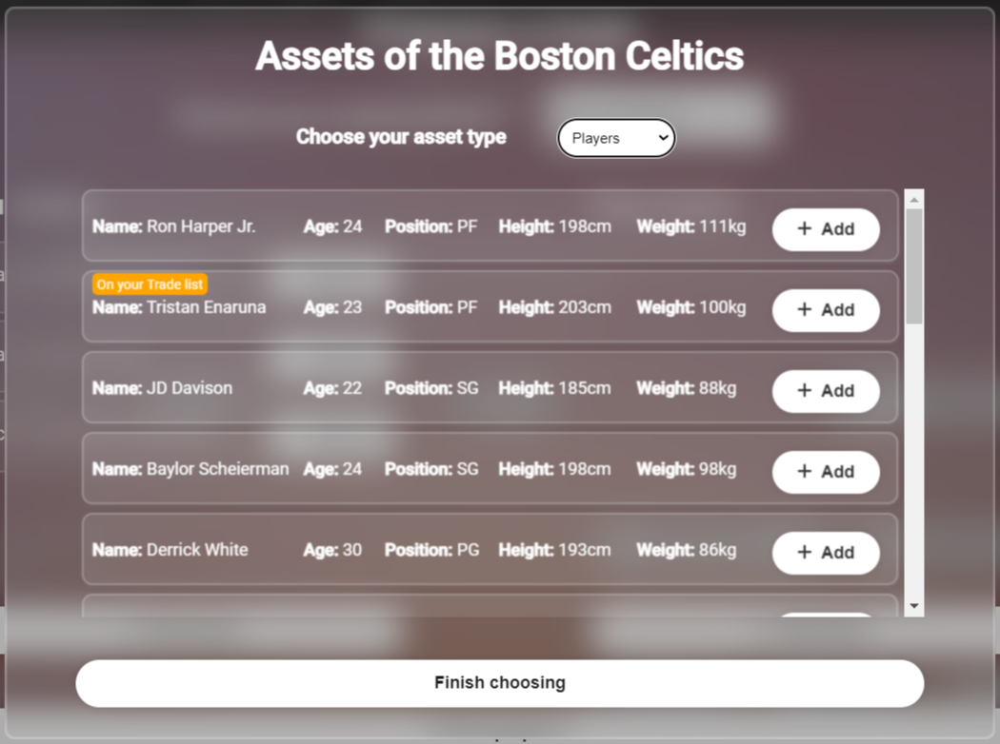 Assets of the Boston Celtics
Choose your asset type Players
Name: Ron Harper Jr. Age: 24 Position: PF Height: 198cm Weight: 111kg + Add
On your Trade list
Name: Tristan Enaruna Age: 23 Position: PF Height: 203cm Weight: 100kg + Add
Name: JD Davison Age: 22 Position: SG Height: 185cm Weight: 88kg + Add
Name: Baylor Scheierman Age: 24 Position: SG Height: 198cm Weight: 98kg + Add
Name: Derrick White Age: 30 Position: PG Height: 193cm Weight: 86kg + Add
Finish choosing